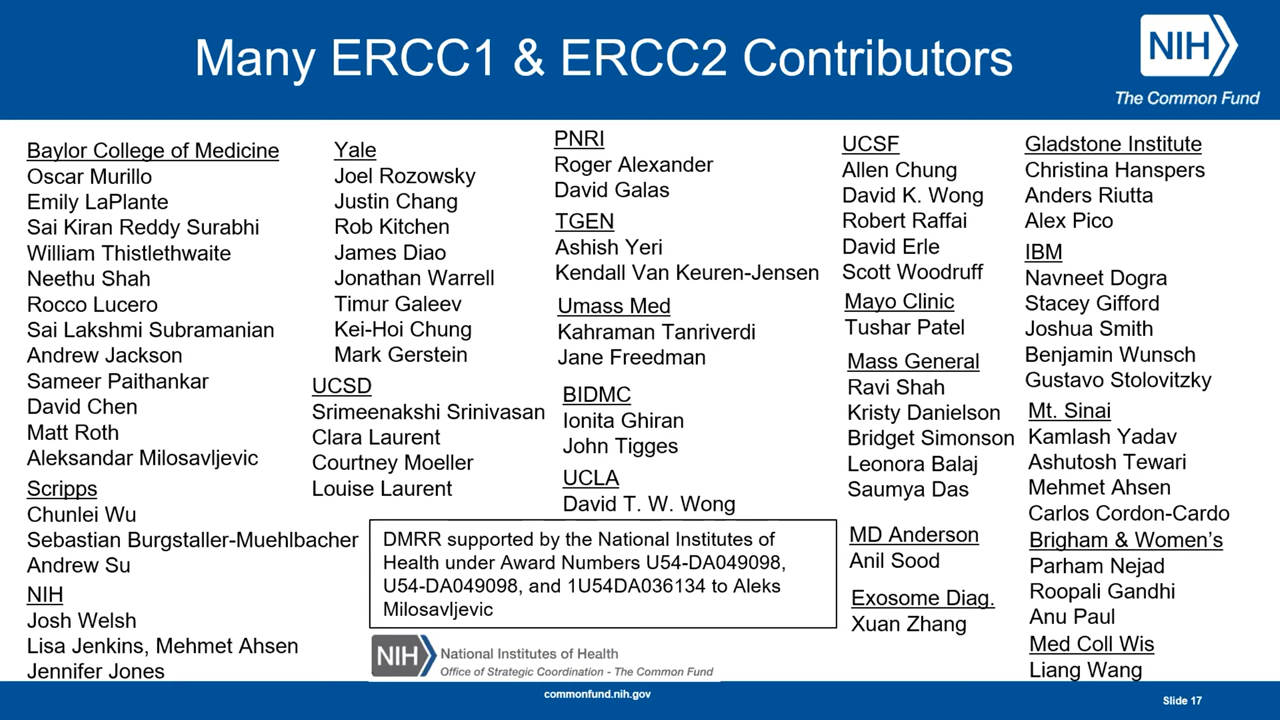 Many ERCC1 & ERCC2 Contributors
NIH
The Common Fund
Baylor College of Medicine
Oscar Murillo
Emily LaPlante
Sai Kiran Reddy Surabhi
William Thistlethwaite
Neethu Shah
Rocco Lucero
Sai Lakshmi Subramanian
Andrew Jackson
Sameer Paithankar
David Chen
Matt Roth
Aleksandar Milosavljevic
Scripps
Chunlei Wu
Sebastian Burgstaller-Muehlbacher
Andrew Su
NIH
Josh Welsh
Lisa Jenkins, Mehmet Ahsen
Jennifer Jones
Yale
Joel Rozowsky
Justin Chang
Rob Kitchen
James Diao
Jonathan Warrell
Timur Galeev
Kei-Hoi Chung
Mark Gerstein
UCSD
Srimeenakshi Srinivasan
Clara Laurent
Courtney Moeller
Louise Laurent
PNRI
Roger Alexander
David Galas
TGEN
Ashish Yeri
Kendall Van Keuren-Jensen
Umass Med
Kahraman Tanriverdi
Jane Freedman
BIDMC
Ionita Ghiran
John Tigges
UCLA
David T. W. Wong
DMRR supported by the National Institutes of
Health under Award Numbers U54-DA049098,
U54-DA049098, and 1U54DA036134 to Aleks
Milosavljevic
UCSF
Allen Chung
David K. Wong
Robert Raffai
David Erle
Scott Woodruff
Mayo Clinic
Tushar Patel
Mass General
Ravi Shah
Kristy Danielson
Bridget Simonson
Leonora Balaj
Saumya Das
MD Anderson
Anil Sood
Exosome Diag.
Xuan Zhang
Gladstone Institute
Christina Hanspers
Anders Riutta
Alex Pico
IBM
Navneet Dogra
Stacey Gifford
Joshua Smith
Benjamin Wunsch
Gustavo Stolovitzky
Mt. Sinai
Kamlash Yadav
Ashutosh Tewari
Mehmet Ahsen
Carlos Cordon-Cardo
Brigham & Women's
Parham Nejad
Roopali Gandhi
Anu Paul
Med Coll Wis
Liang Wang
NIH
National Institutes of Health
Office of Strategic Coordination - The Common Fund
commonfund.nih.gov
Slide 17